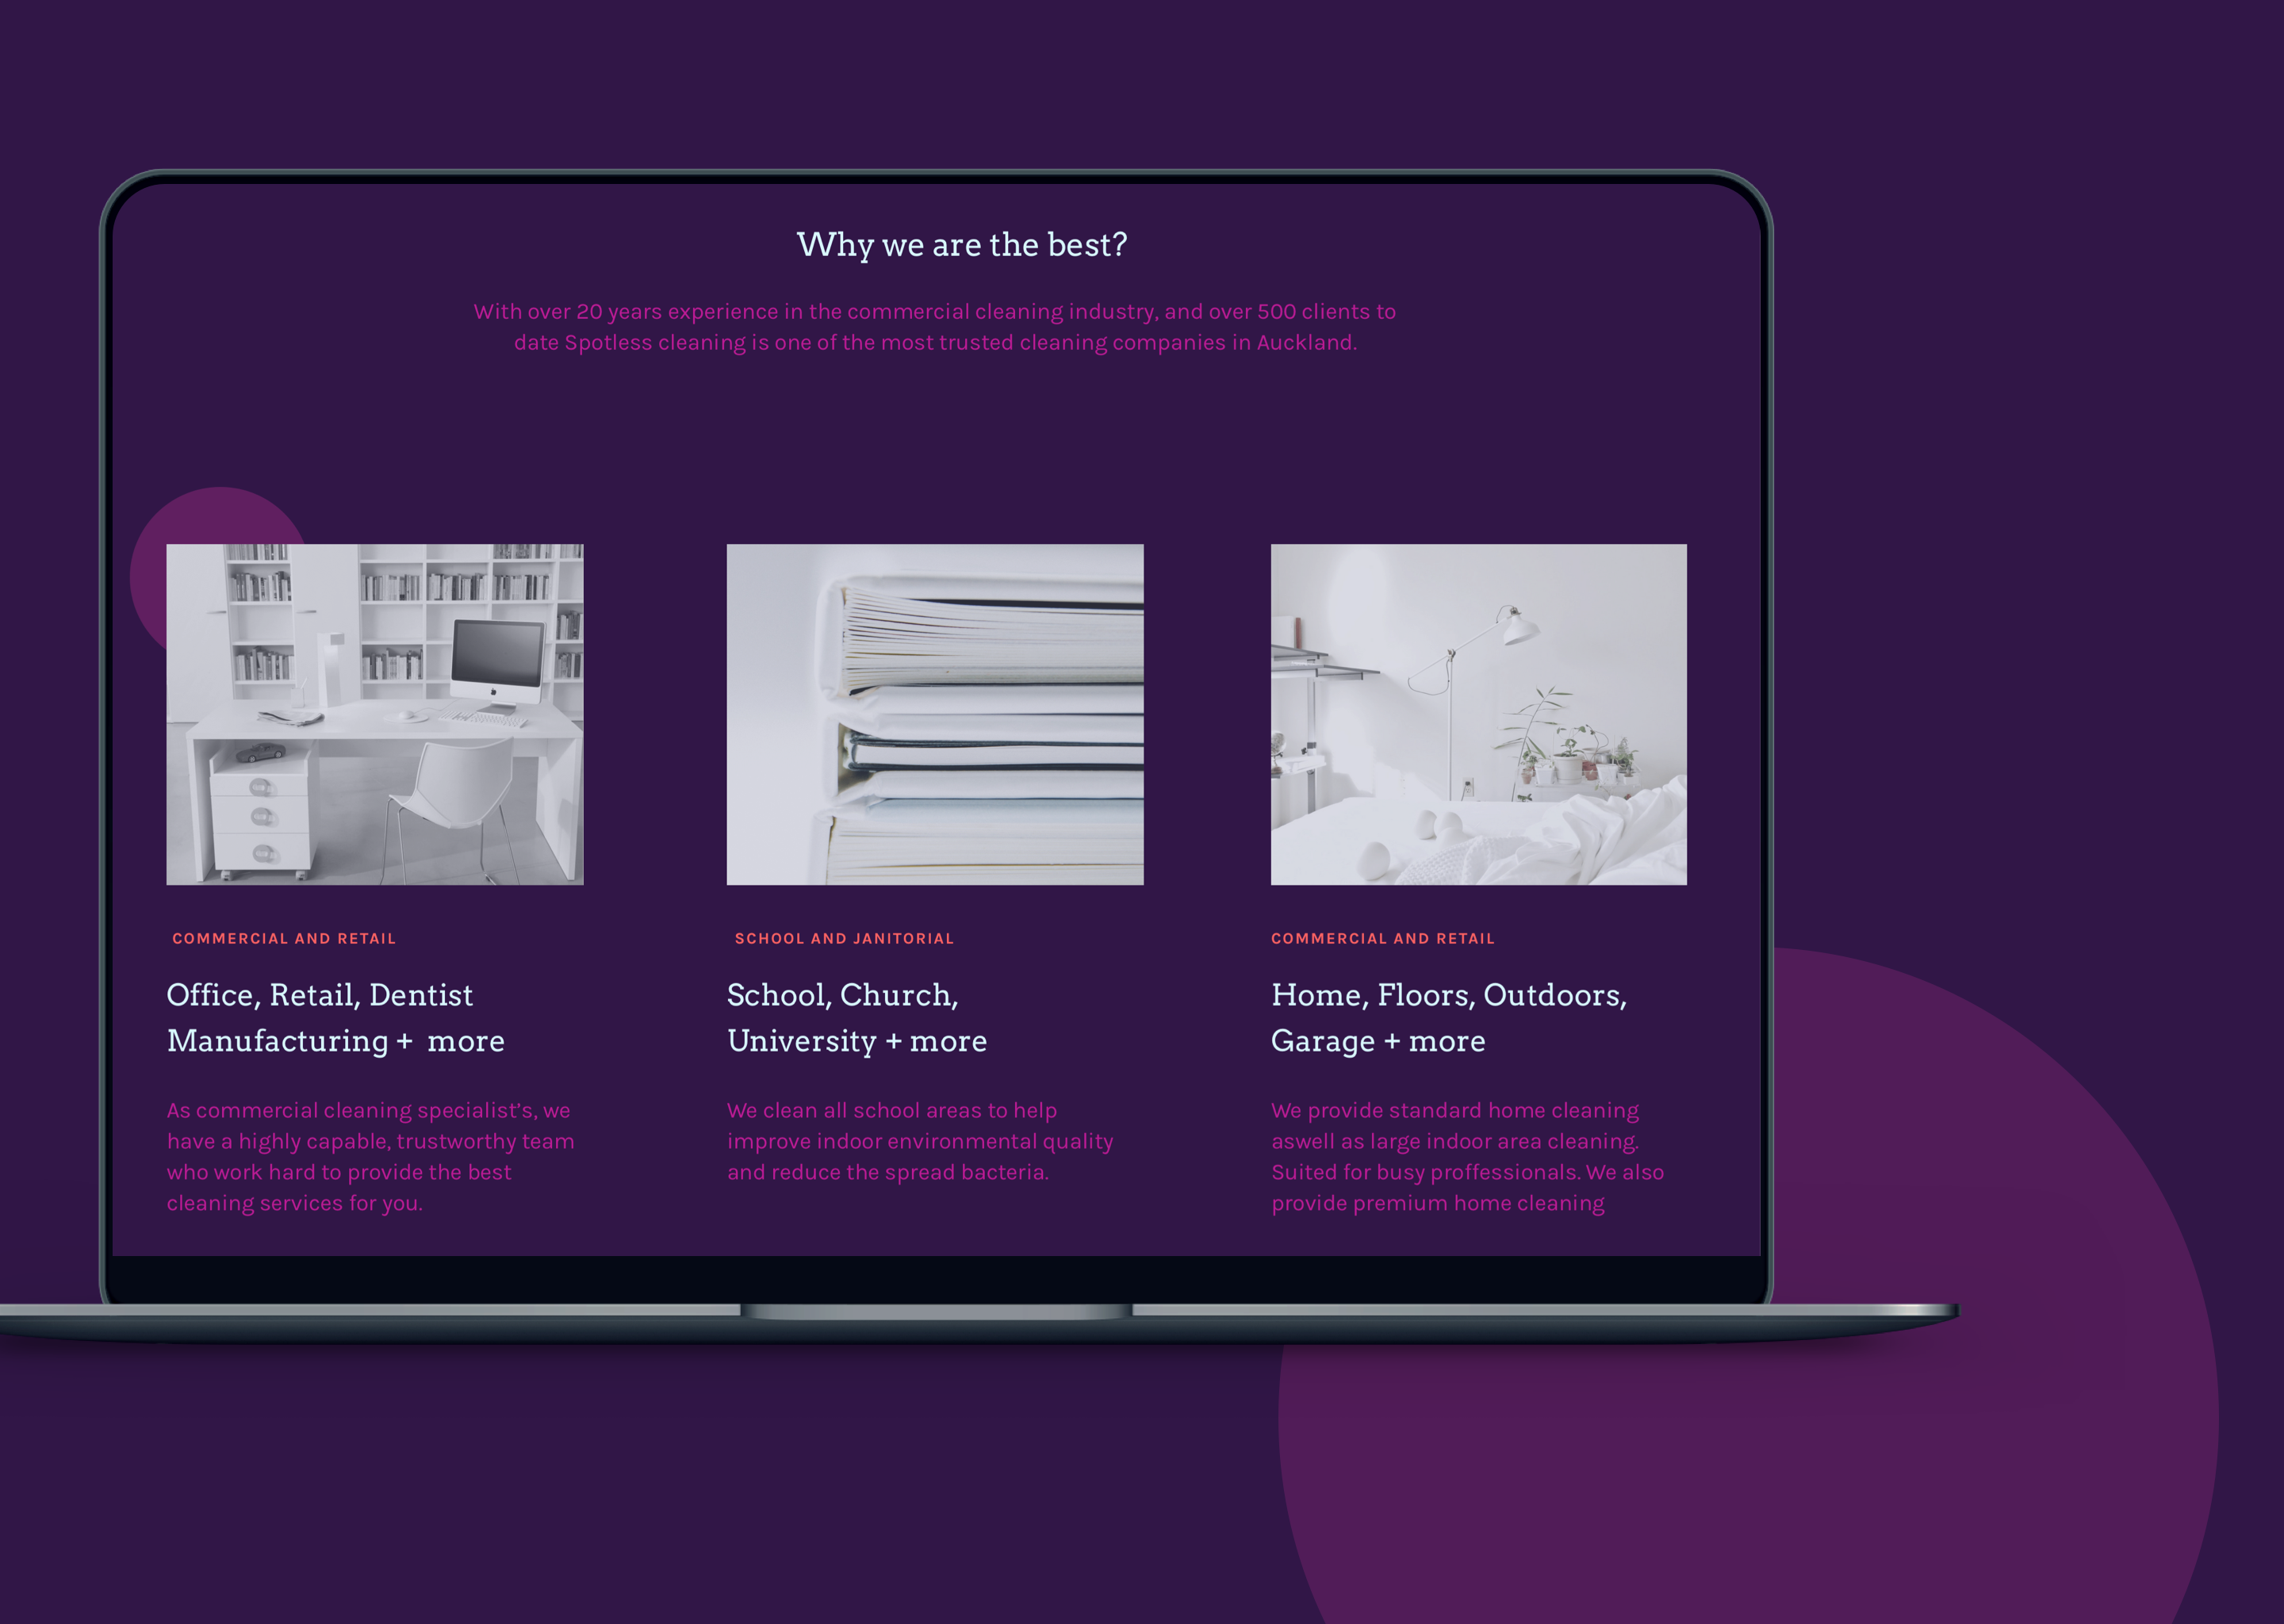 Why we are the best?
With over 20 years experience in the commercial cleaning industry, and over 500 clients to
date Spotless cleaning is one of the most trusted cleaning companies in Auckland.
COMMERCIAL AND RETAIL
Office, Retail, Dentist
Manufacturing + more
As commercial cleaning specialist's, we
have a highly capable, trustworthy team
who work hard to provide the best
cleaning services for you.
SCHOOL AND JANITORIAL
School, Church,
University + more
We clean all school areas to help
improve indoor environmental quality
and reduce the spread bacteria.
COMMERCIAL AND RETAIL
Home, Floors, Outdoors,
Garage + more
We provide standard home cleaning
aswell as large indoor area cleaning.
Suited for busy proffessionals. We also
provide premium home cleaning